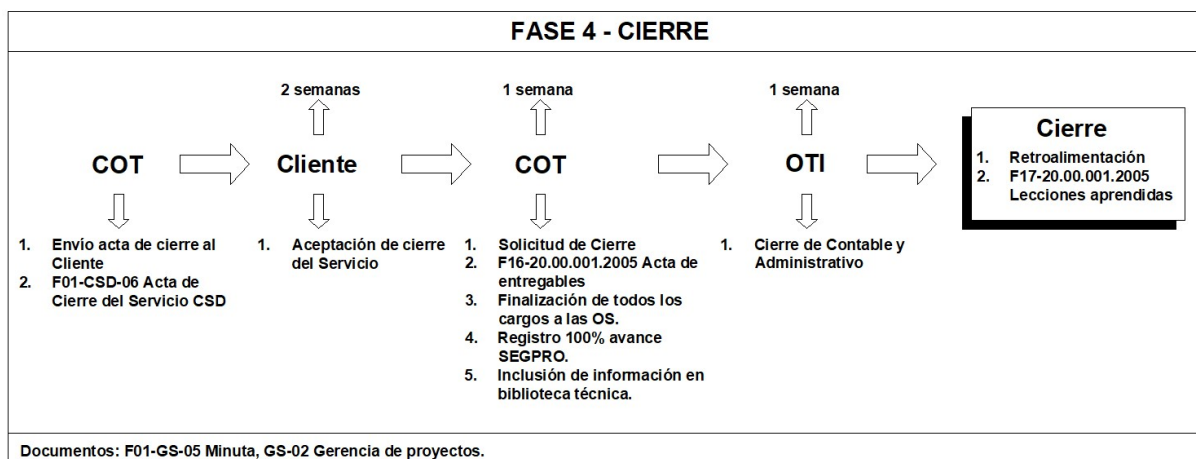 FASE 4 - CIERRE
2 semanas
1 semana
1 semana
COT
Cliente
COT
OTI
Cierre
1. Retroalimentación
2. F17-20.00.001.2005
Lecciones aprendidas
1. Envío acta de cierre al
Cliente
2. F01-CSD-06 Acta de
Cierre del Servicio CSD
1. Aceptación de cierre
del Servicio
1. Solicitud de Cierre
2. F16-20.00.001.2005 Acta de
entregables
3. Finalización de todos los
cargos a las OS.
4. Registro 100% avance
SEGPRO.
5. Inclusión de información en
biblioteca técnica.
1. Cierre de Contable y
Administrativo
Documentos: F01-GS-05 Minuta, GS-02 Gerencia de proyectos.